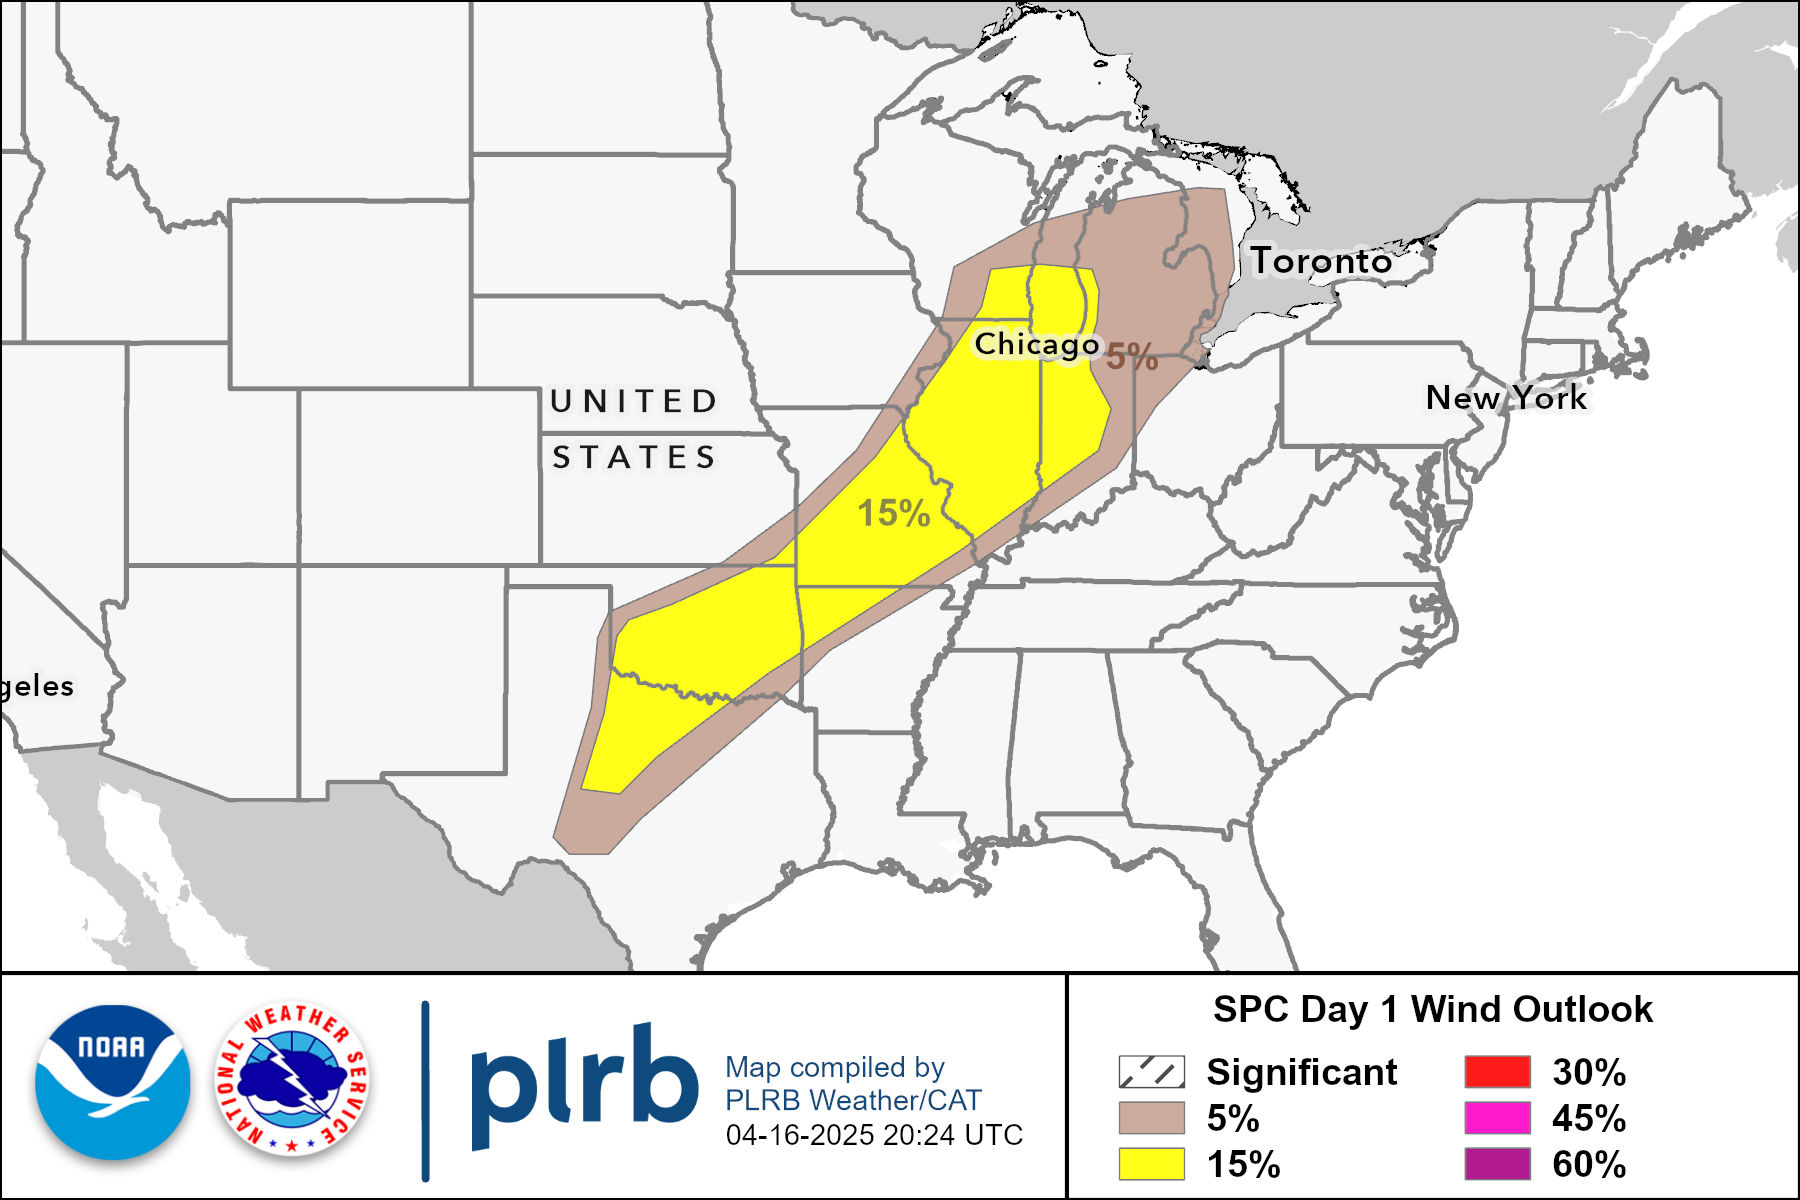 Toronto
Chicago
5%
UNITED
New York
STATES
15%
geles
NOAA
NATIONAL WEATHER SERVICE
plrb
Map compiled by
PLRB Weather/CAT
04-16-2025 20:24 UTC
SPC Day 1 Wind Outlook
Significant
5%
15%
30%
45%
60%